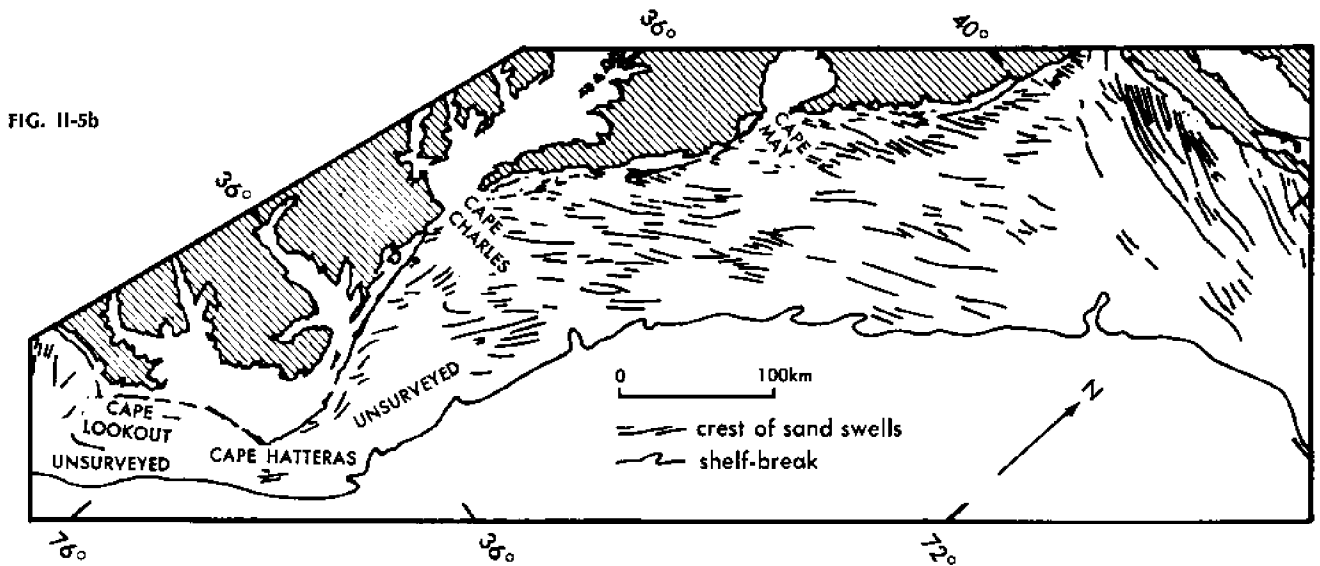 36°
40°
FIG. II-5b
36°
CAPE
MAY
CAPE
CHARLES
UNSURVEYED
0 100km
N
CAPE
LOOKOUT
crest of sand swells
UNSURVEYED
CAPE HATTERAS
shelf-break
76°
36°
72°